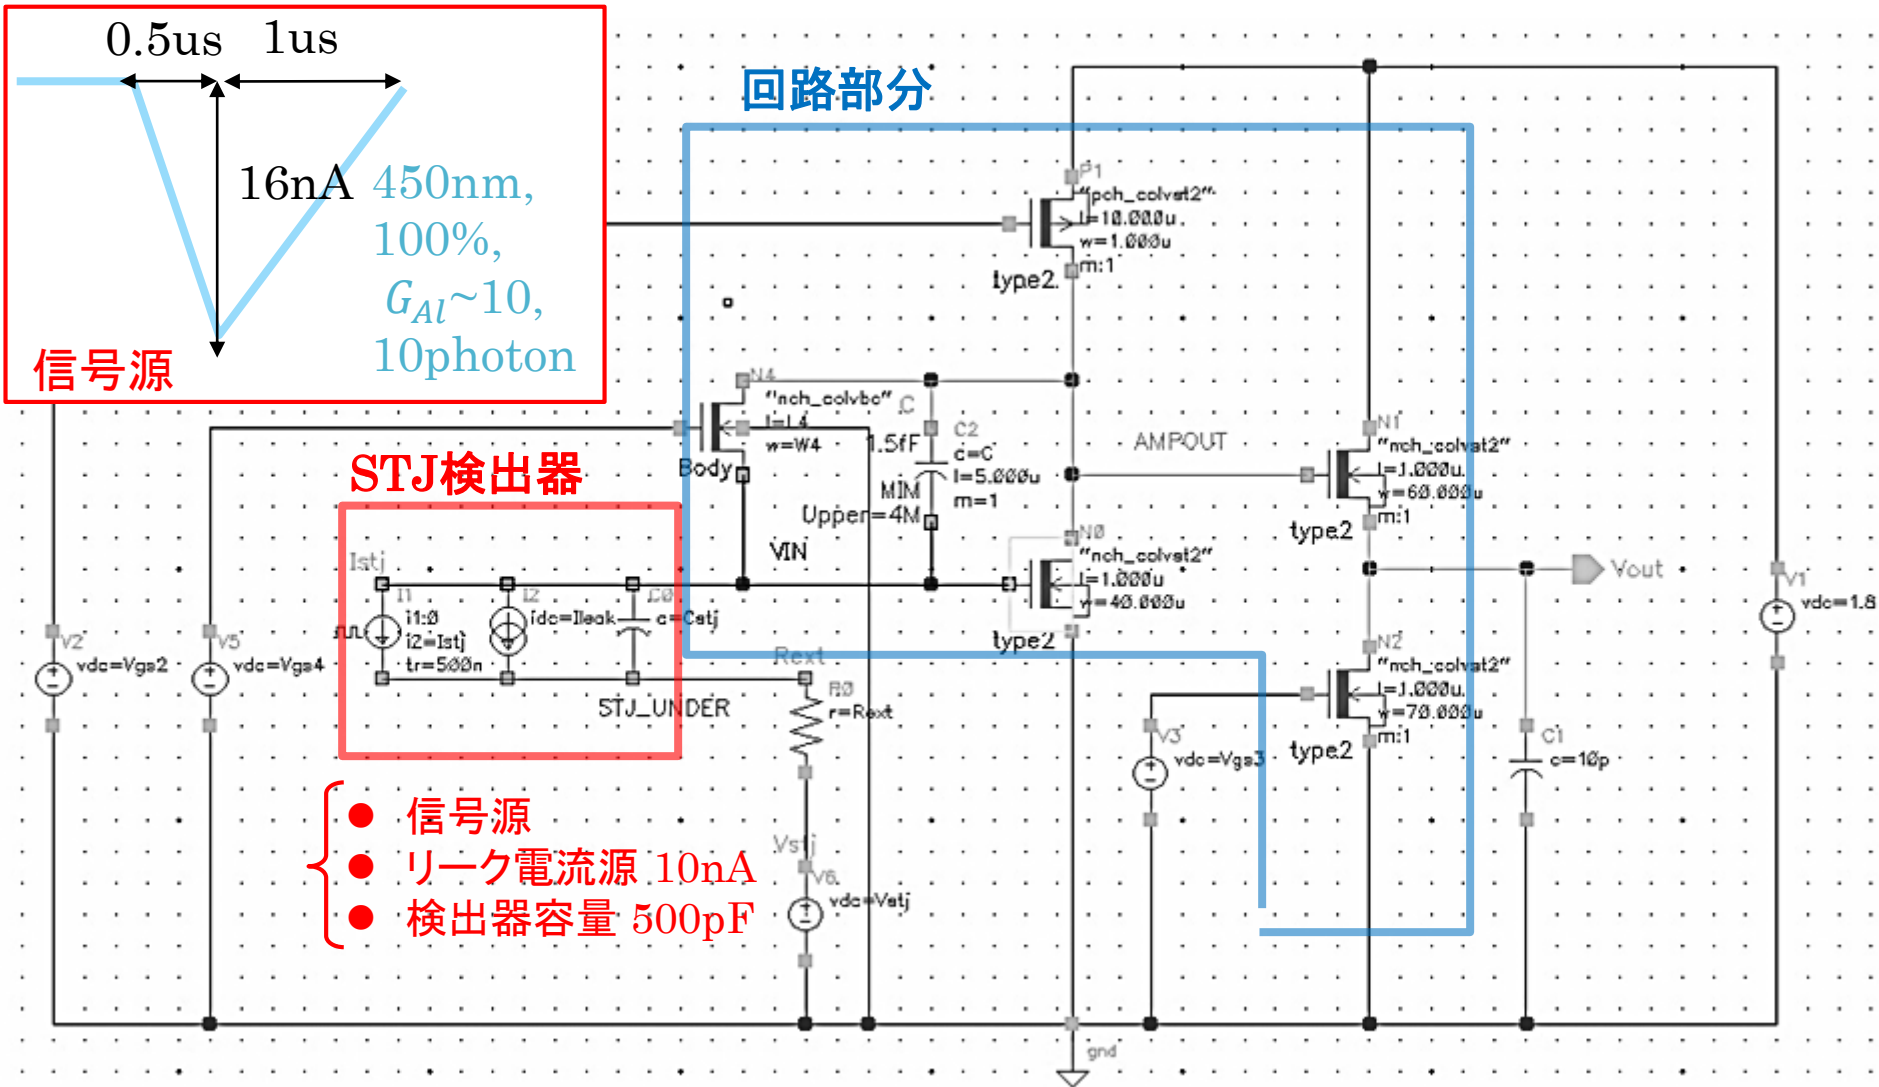 0.5us 1us
16nA
450nm,
100%,
G_{Al}~10,
10photon
信号源
回路部分
P1
"pch_colvst2"
l=10.000u
w=1.000u
m:1
type2
N4
"nch_colvbc"
l=L4
w=W4
Body
C
1.5fF
C2
c=C
l=5.000u
m=1
MIM
Upper=4M
AMPOUT
N1
"nch_colvst2"
l=1.000u
w=60.000u
m:1
type2
STJ検出器
VIN
N0
"nch_colvst2"
l=1.000u
w=40.000u
type2
Istj
I1
i1:0
i2=Istj
tr=500n
I2
idc=Ileak
C0
c=Cstj
Vout
V1
vdc=1.8
V2
vdc=Vgs2
V5
vdc=Vgs4
Rext
R0
r=Rext
STJ_UNDER
N2
"nch_colvst2"
l=1.000u
w=70.000u
m:1
type2
V3
vdc=Vgs3
C1
c=10p
● 信号源
● リーク電流源 10nA
● 検出器容量 500pF
Vstj
V6
vdc=Vstj
gnd